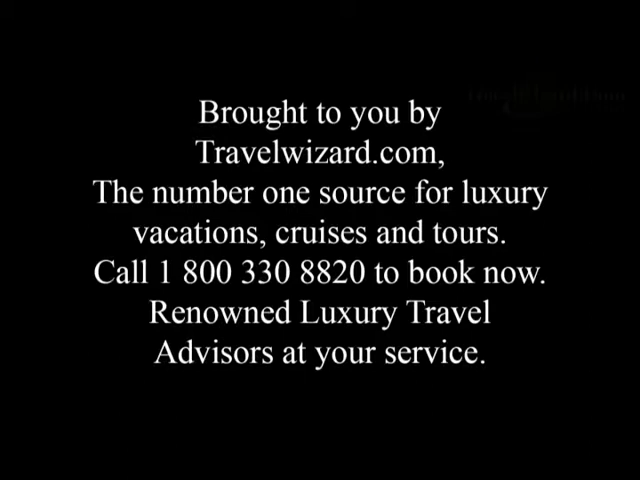 Brought to you by
Travelwizard.com,
The number one source for luxury
vacations, cruises and tours.
Call 1 800 330 8820 to book now.
Renowned Luxury Travel
Advisors at your service.